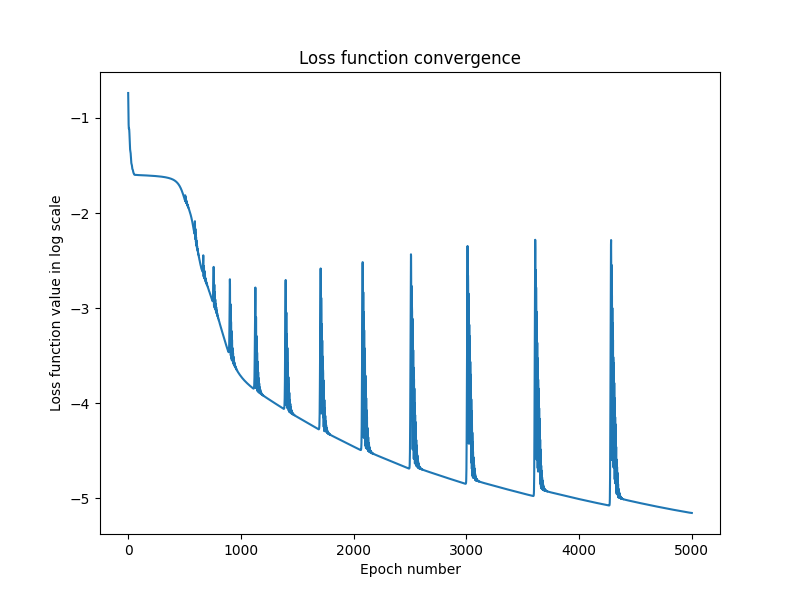 Loss function convergence
Loss function value in log scale
−1
−2
−3
−4
−5
0 1000 2000 3000 4000 5000
Epoch number